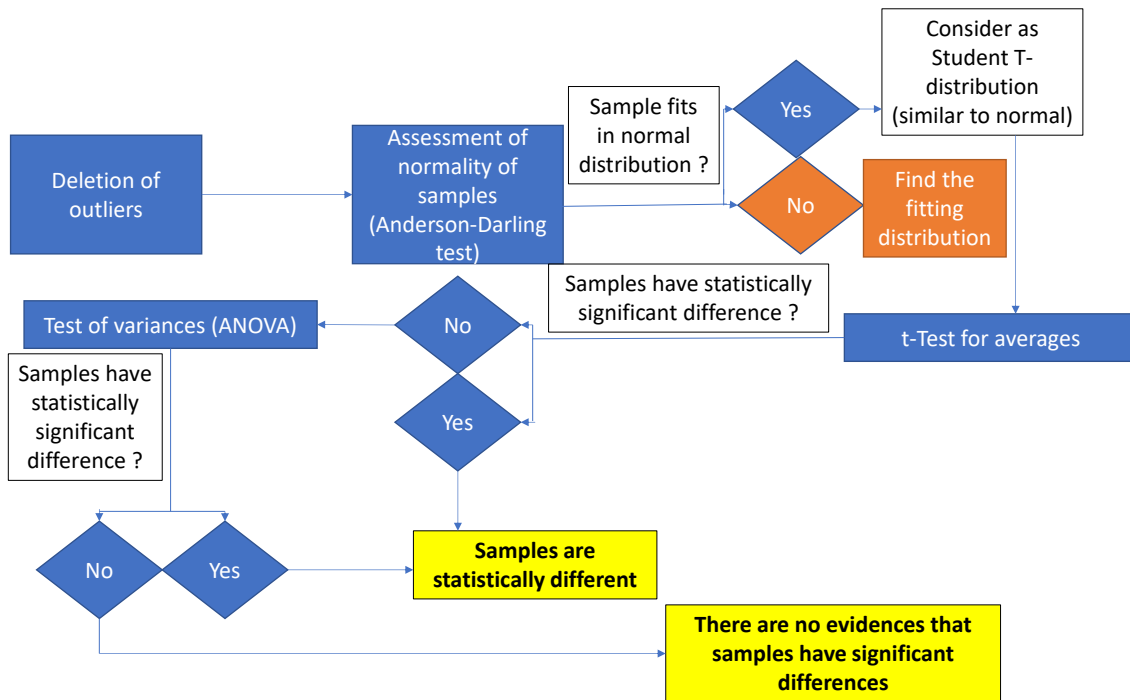 Deletion of
outliers
Assessment of
normality of
samples
(Anderson-Darling
test)
Sample fits
in normal
distribution ?
Yes
Consider as
Student T-
distribution
(similar to normal)
No
Find the
fitting
distribution
t-Test for averages
Samples have statistically
significant difference ?
No
Yes
Test of variances (ANOVA)
Samples have
statistically
significant
difference ?
No
Yes
Samples are
statistically different
There are no evidences that
samples have significant
differences